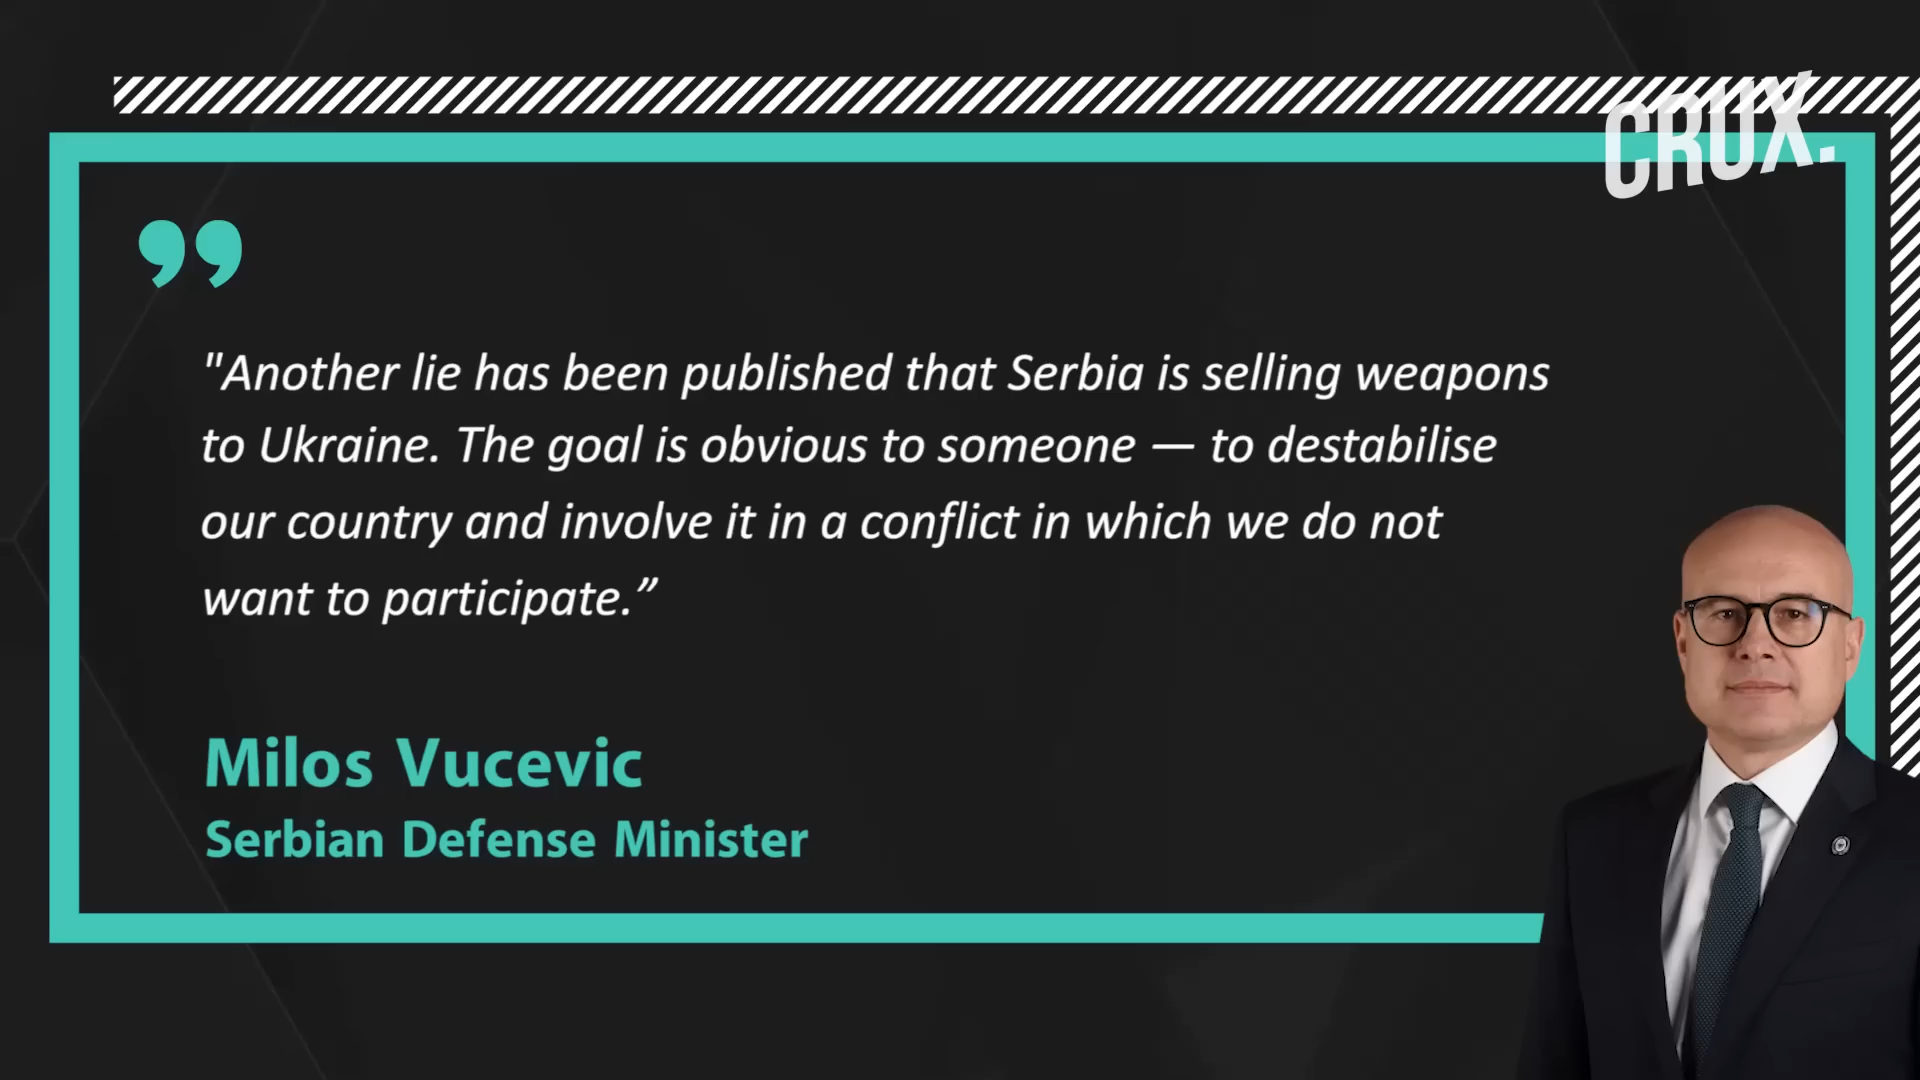 CRUX.
"Another lie has been published that Serbia is selling weapons
to Ukraine. The goal is obvious to someone — to destabilise
our country and involve it in a conflict in which we do not
want to participate.”
Milos Vucevic
Serbian Defense Minister